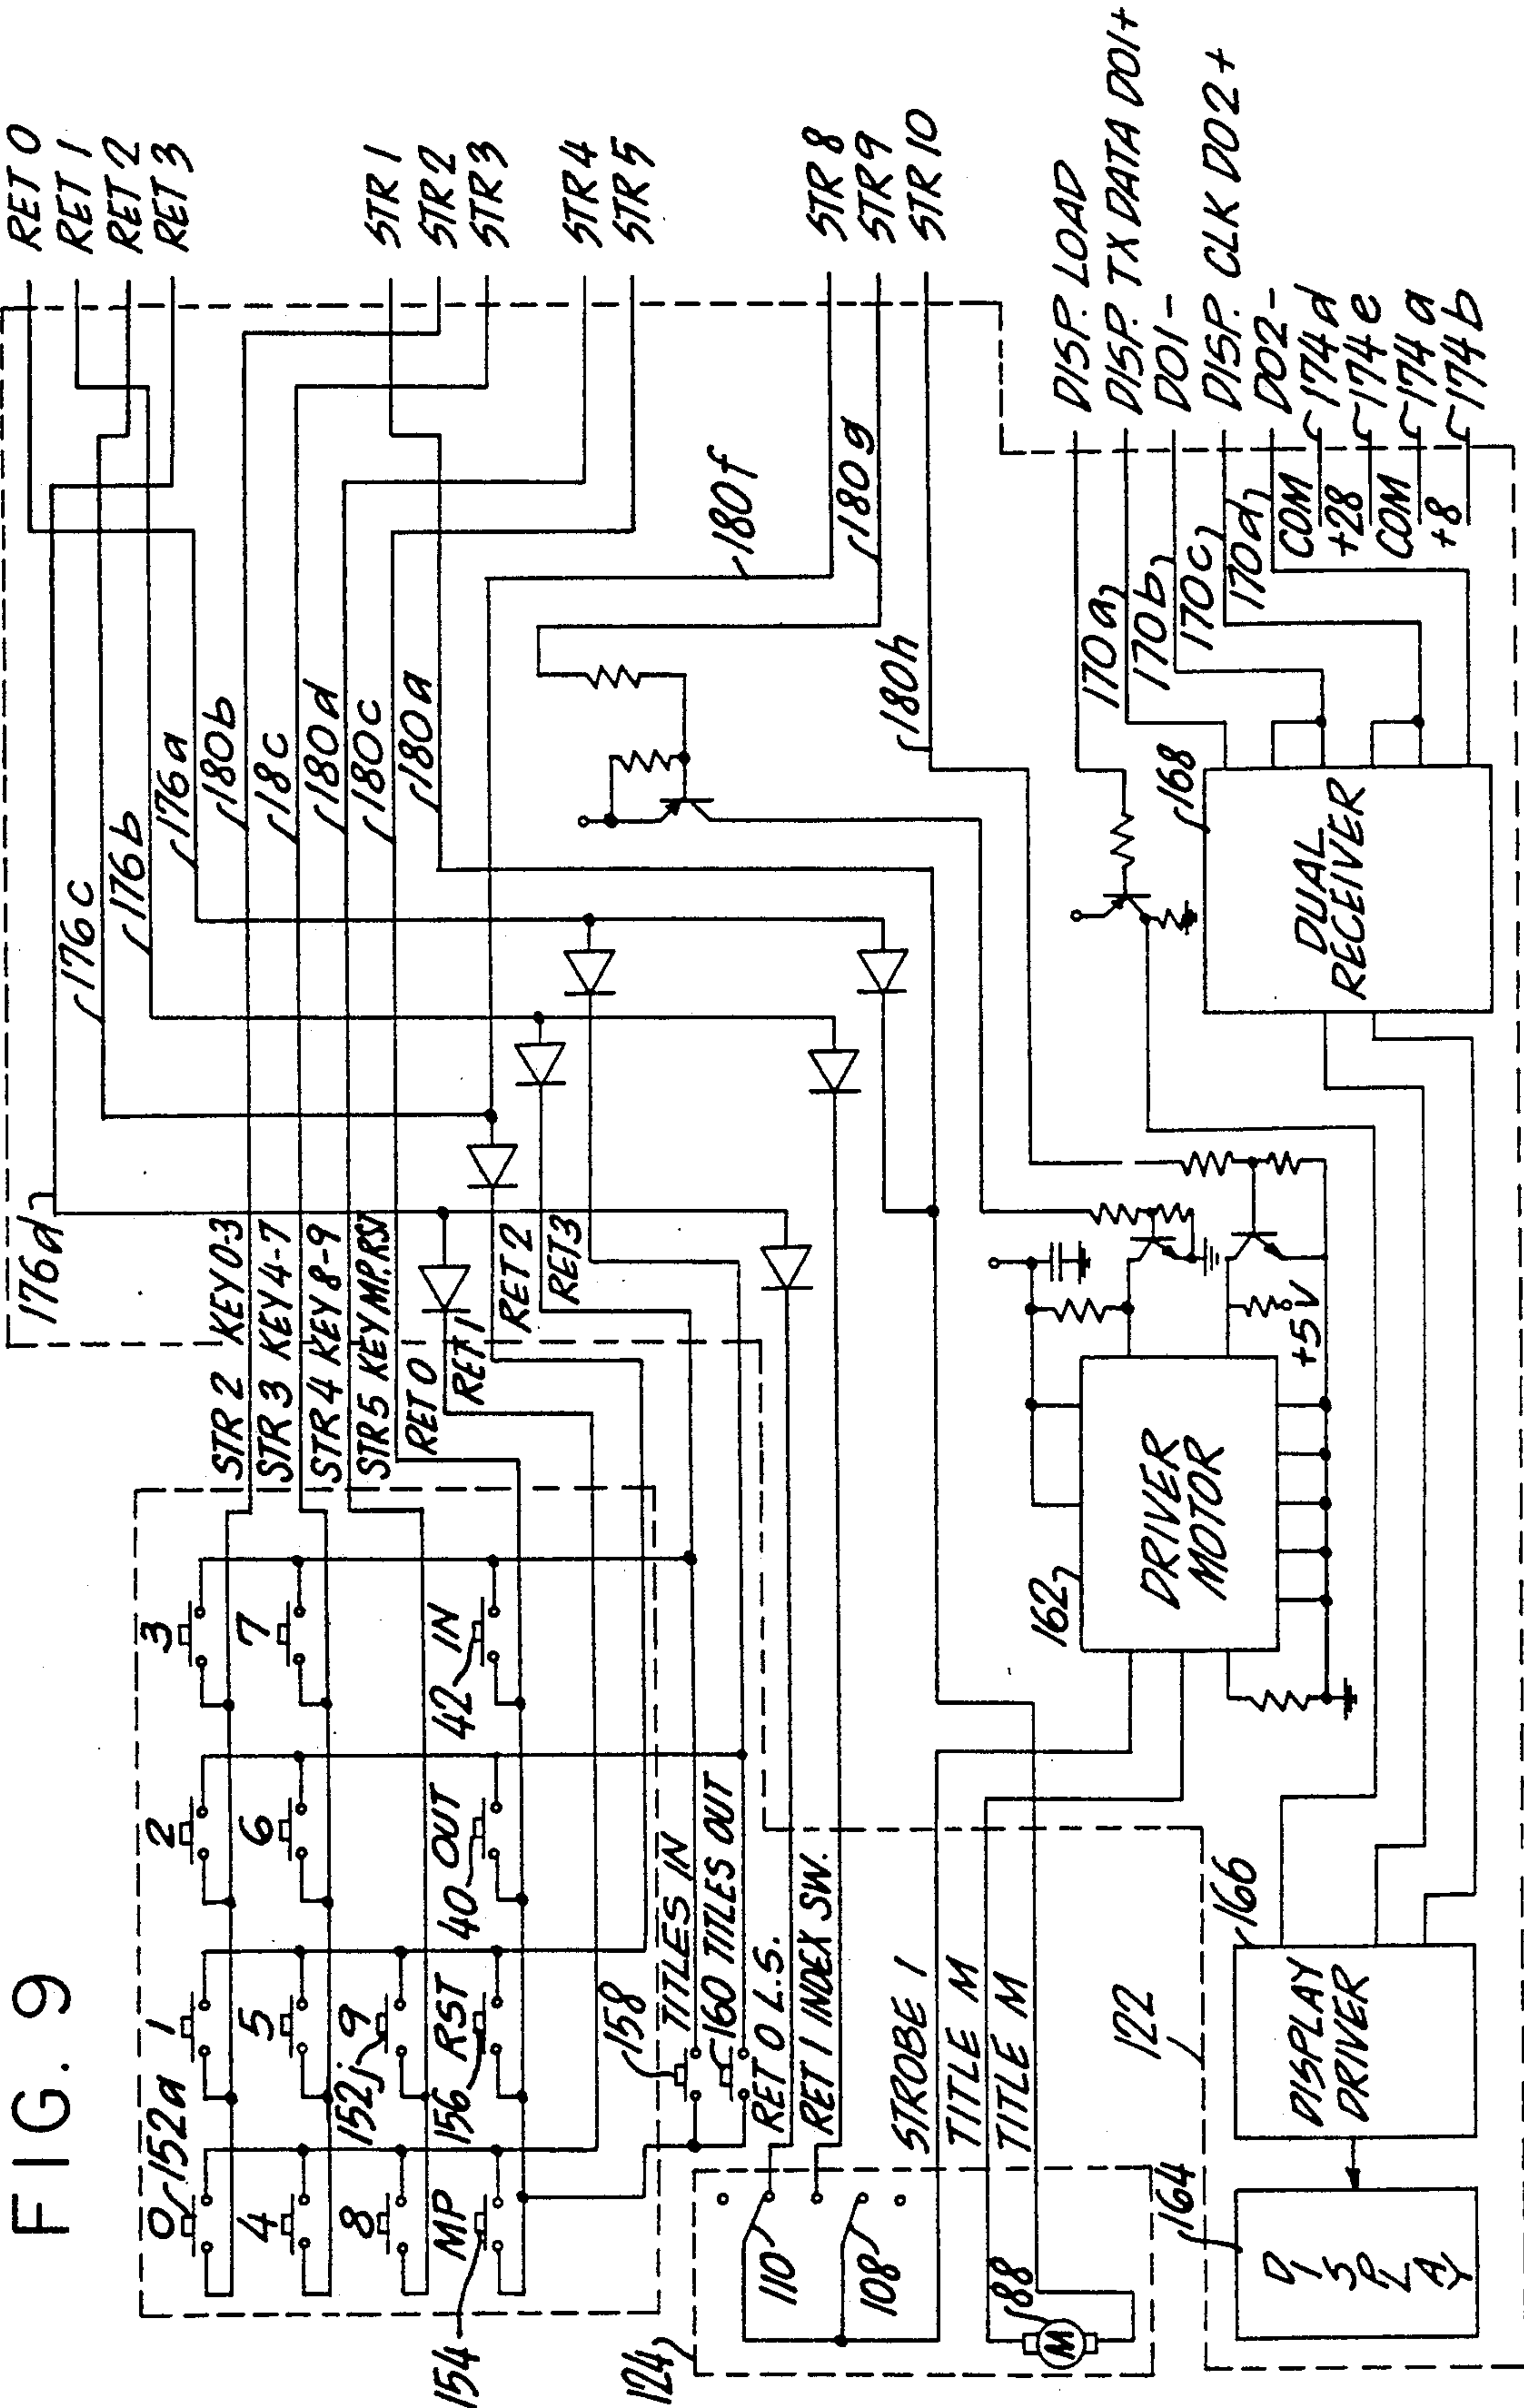 FIG. 9
RET 0
RET 1
RET 2
RET 3
STR 1
STR 2
STR 3
STR 4
STR 5
STR 8
STR 9
STR 10
DISP. LOAD
DISP. TX DATA DO1+
DO1-
DISP. CLK DO2+
DO2-
174d
174e
174a
174b
COM
+28
COM
+8
176d
176c
176b
176a
180b
18c
180d
180c
180a
180f
180g
180h
170a
170b
170c
170d
168
DUAL
RECEIVER
STR 2 KEY 0-3
STR 3 KEY 4-7
STR 4 KEY 8-9
STR 5 KEY MP.RST
RET 0
RET 1
RET 2
RET 3
0
152a
1
2
3
4
5
6
7
8
152j
9
MP
154
156 RST
40 OUT
42 IN
158
TITLES IN
160 TITLES OUT
RET 0 L.S.
RET 1 INDEX SW.
STROBE 1
TITLE M
TITLE M
124
110
108
88
M
162
DRIVER
MOTOR
+5V
122
166
DISPLAY
DRIVER
164
DISPLAY